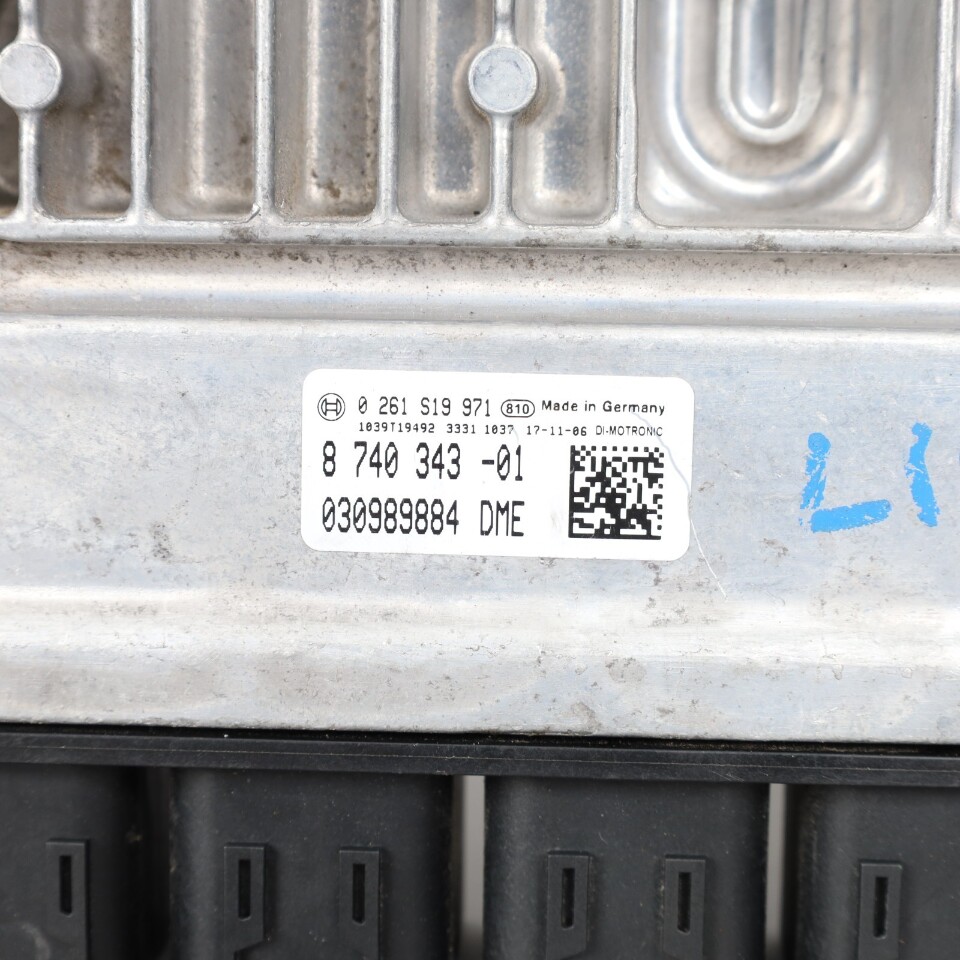 0 261 S19 971 810 Made in Germany
1039T19492 3331 1037 17-11-06 DI-MOTRONIC
8 740 343 -01
030989884 DME